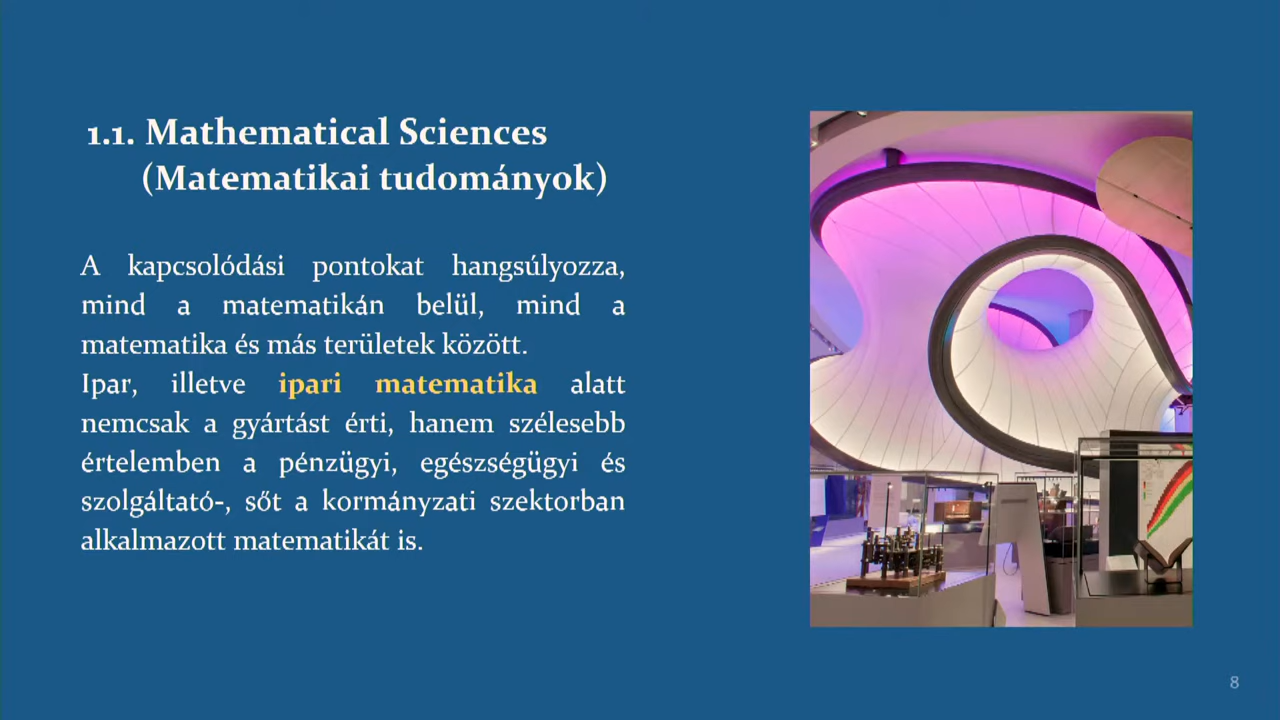 1.1. Mathematical Sciences
(Matematikai tudományok)
A kapcsolódási pontokat hangsúlyozza,
mind a matematikán belül, mind a
matematika és más területek között.
Ipar, illetve ipari matematika alatt
nemcsak a gyártást érti, hanem szélesebb
értelemben a pénzügyi, egészségügyi és
szolgáltató-, sőt a kormányzati szektorban
alkalmazott matematikát is.
8